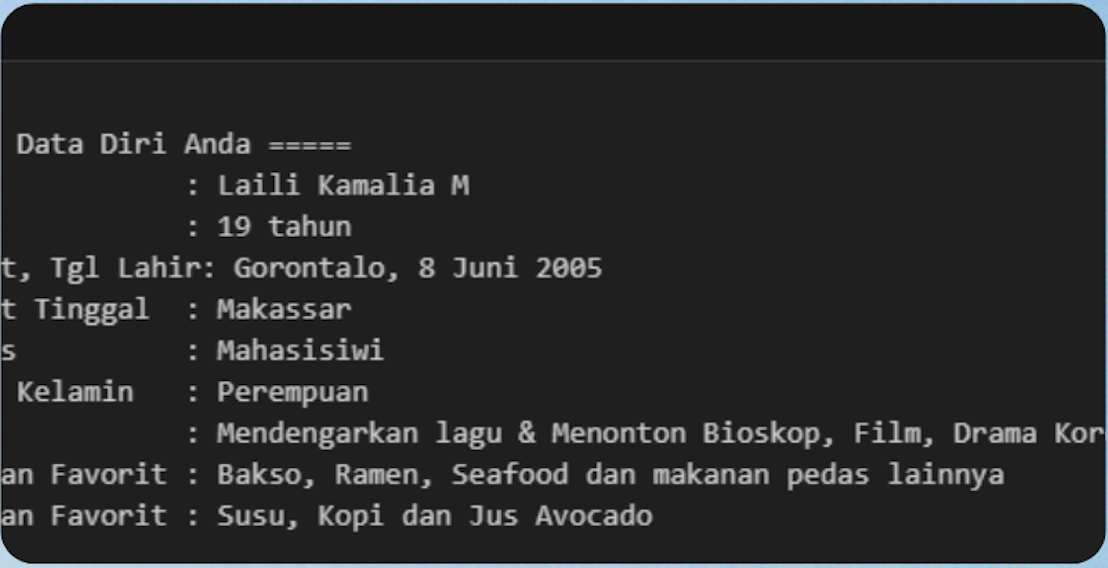 Data Diri Anda =====
: Laili Kamalia M
: 19 tahun
t, Tgl Lahir: Gorontalo, 8 Juni 2005
t Tinggal : Makassar
s : Mahasisiwi
Kelamin : Perempuan
: Mendengarkan lagu & Menonton Bioskop, Film, Drama Kor
an Favorit : Bakso, Ramen, Seafood dan makanan pedas lainnya
an Favorit : Susu, Kopi dan Jus Avocado